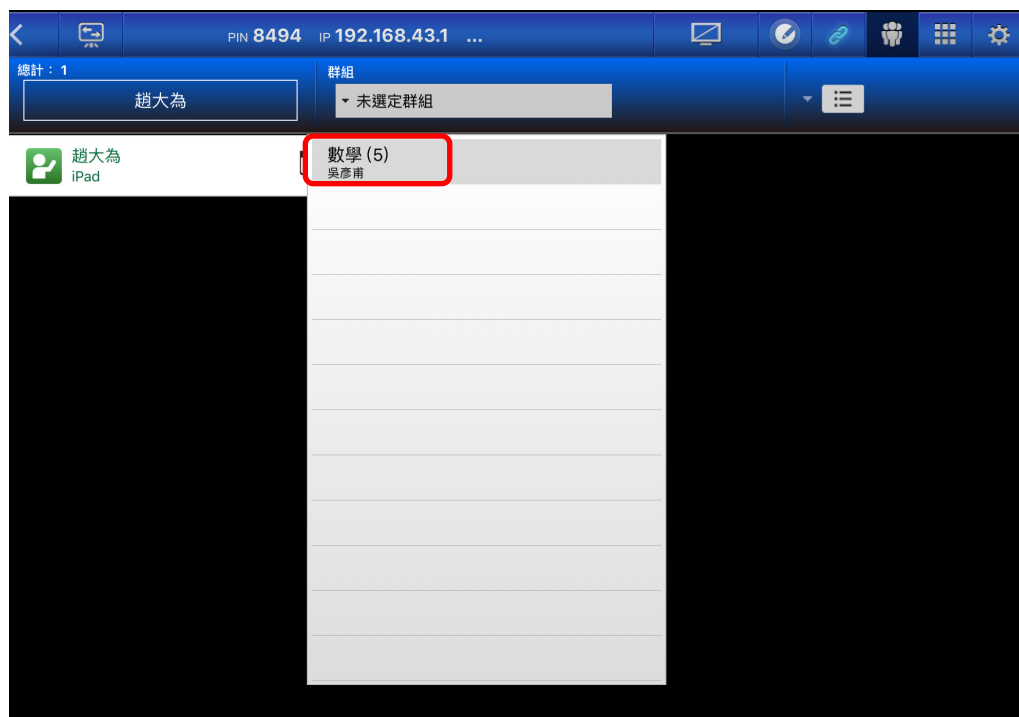 PIN 8494 IP 192.168.43.1 ...
總計：1
群組
趙大為
未選定群組
趙大為
iPad
數學 (5)
吳彥甫